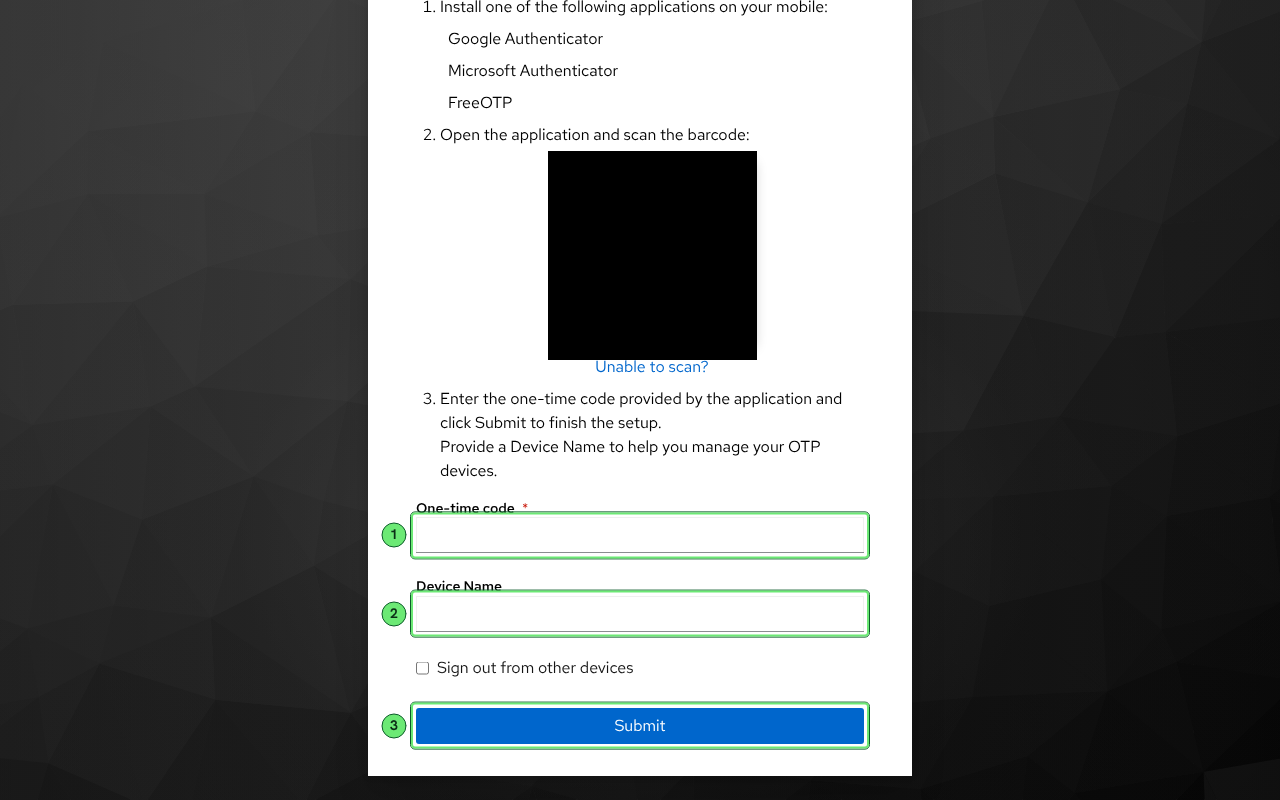 1. Install one of the following applications on your mobile:
Google Authenticator
Microsoft Authenticator
FreeOTP
2. Open the application and scan the barcode:
Unable to scan?
3. Enter the one-time code provided by the application and
click Submit to finish the setup.
Provide a Device Name to help you manage your OTP
devices.
One-time code *
1
Device Name
2
Sign out from other devices
3 Submit